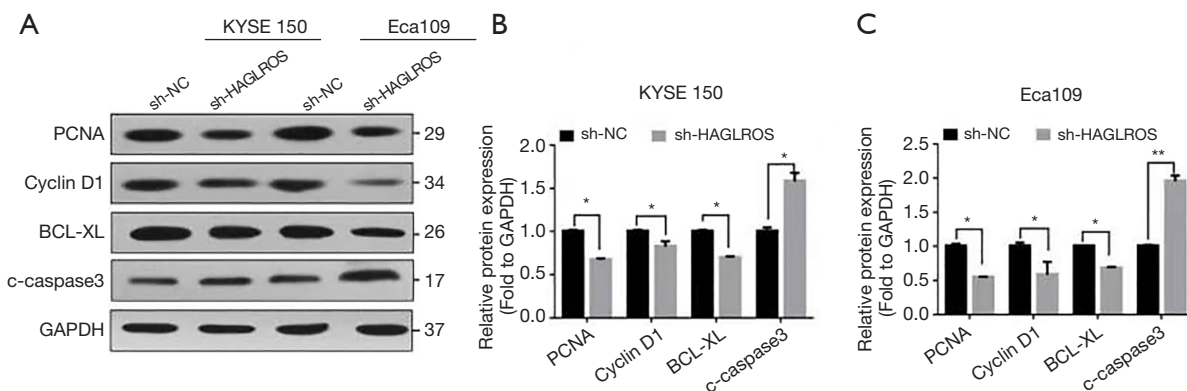 A
KYSE 150
Eca109
sh-NC
sh-HAGLROS
sh-NC
sh-HAGLROS
PCNA
29
Cyclin D1
34
BCL-XL
26
c-caspase3
17
GAPDH
37
B
KYSE 150
sh-NC
sh-HAGLROS
Relative protein expression
(Fold to GAPDH)
2.0
1.5
1.0
0.5
0.0
*
*
*
*
PCNA
Cyclin D1
BCL-XL
c-caspase3
C
Eca109
sh-NC
sh-HAGLROS
Relative protein expression
(Fold to GAPDH)
2.5
2.0
1.5
1.0
0.5
0.0
*
*
*
**
PCNA
Cyclin D1
BCL-XL
c-caspase3